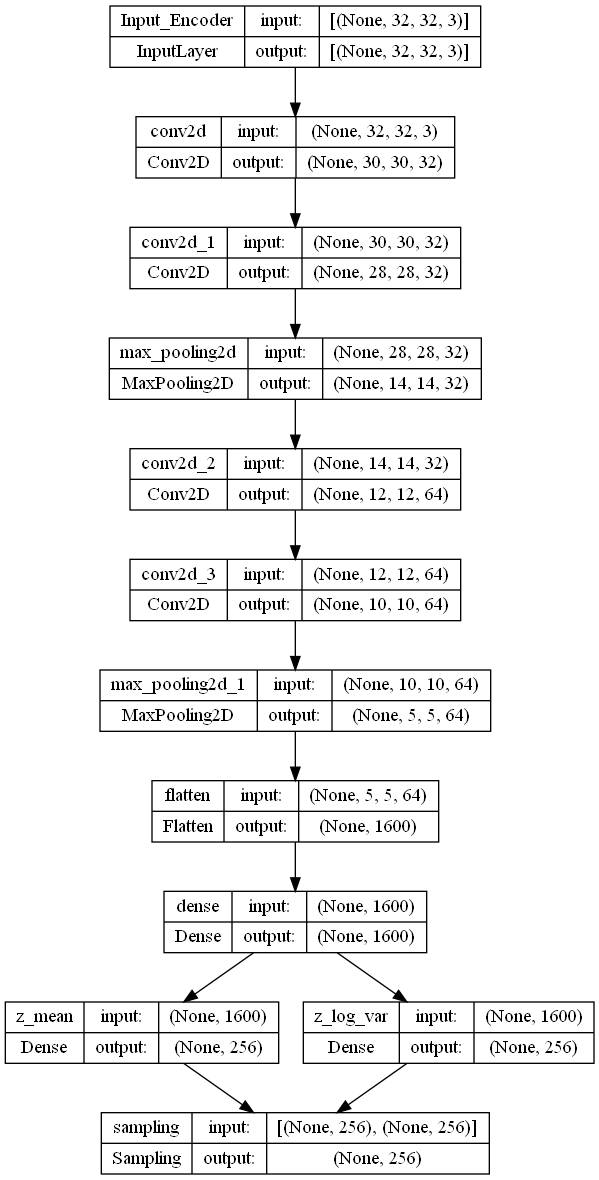 Input_Encoder input: [(None, 32, 32, 3)]
InputLayer output: [(None, 32, 32, 3)]
conv2d input: (None, 32, 32, 3)
Conv2D output: (None, 30, 30, 32)
conv2d_1 input: (None, 30, 30, 32)
Conv2D output: (None, 28, 28, 32)
max_pooling2d input: (None, 28, 28, 32)
MaxPooling2D output: (None, 14, 14, 32)
conv2d_2 input: (None, 14, 14, 32)
Conv2D output: (None, 12, 12, 64)
conv2d_3 input: (None, 12, 12, 64)
Conv2D output: (None, 10, 10, 64)
max_pooling2d_1 input: (None, 10, 10, 64)
MaxPooling2D output: (None, 5, 5, 64)
flatten input: (None, 5, 5, 64)
Flatten output: (None, 1600)
dense input: (None, 1600)
Dense output: (None, 1600)
z_mean input: (None, 1600)
Dense output: (None, 256)
z_log_var input: (None, 1600)
Dense output: (None, 256)
sampling input: [(None, 256), (None, 256)]
Sampling output: (None, 256)